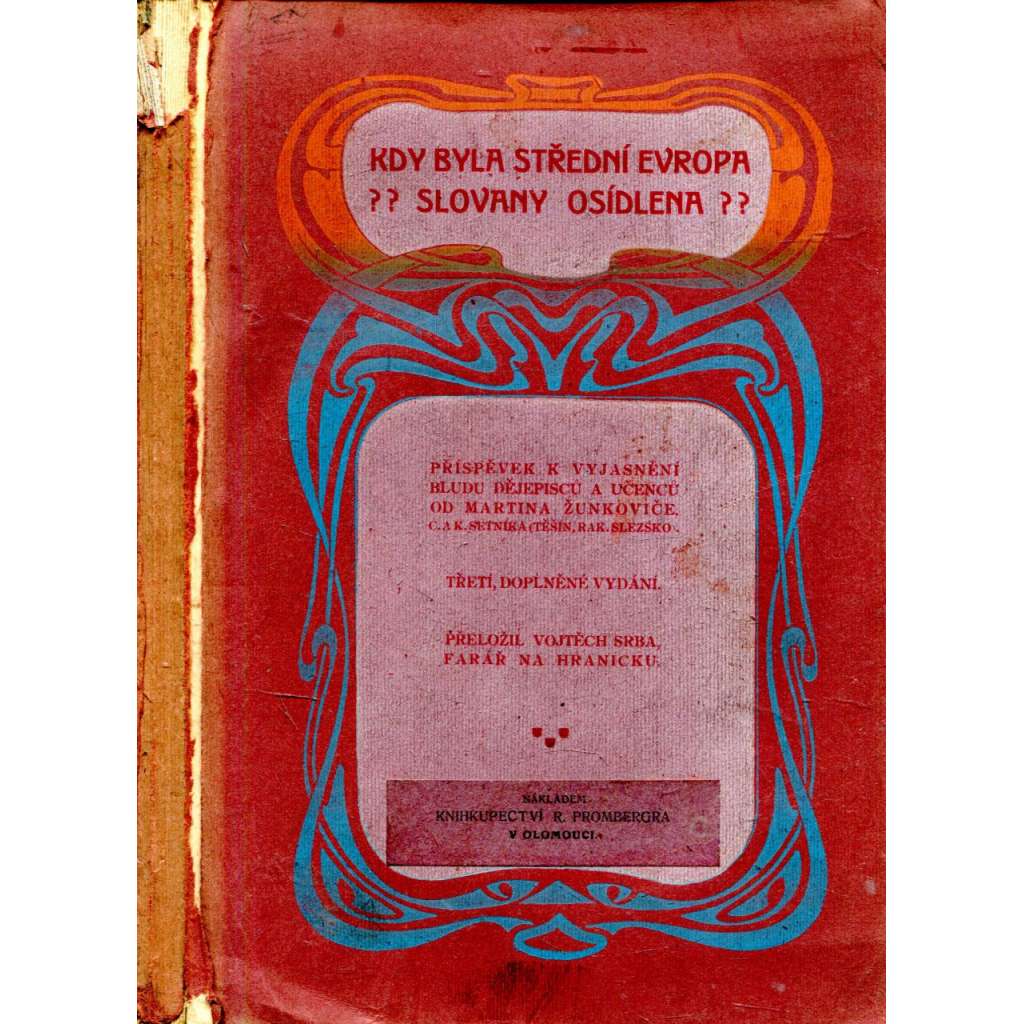 KDY BYLA STŘEDNÍ EVROPA
?? SLOVANY OSÍDLENA ??
PŘÍSPĚVEK K VYJASNĚNÍ
BLUDU DĚJEPISCŮ A UČENCŮ
OD MARTINA ŽUNKOVIČE,
C. A K. SETNÍKA (TĚŠÍN, RAK. SLEZSKO).
TŘETÍ, DOPLNĚNÉ VYDÁNÍ.
PŘELOŽIL VOJTĚCH SRBA,
FARÁŘ NA HRANICKU.
NÁKLADEM
KNIHKUPECTVÍ R. PROMBERGRA
V OLOMOUCI.